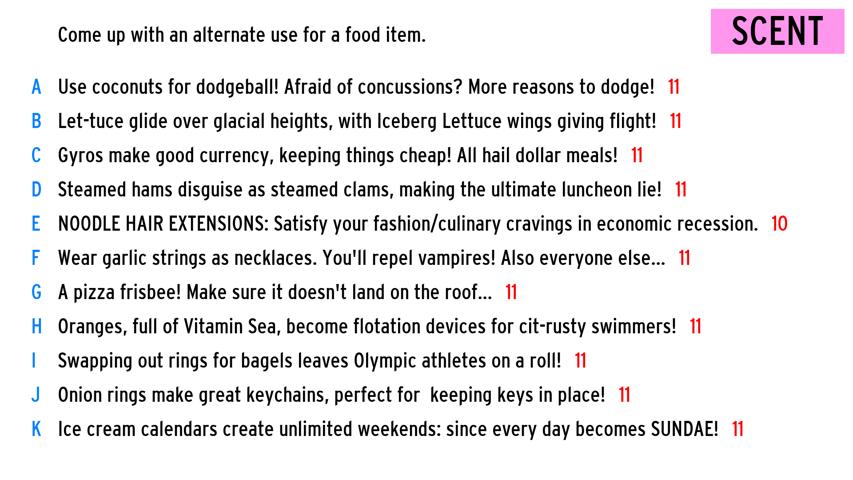 Come up with an alternate use for a food item.
SCENT
A Use coconuts for dodgeball! Afraid of concussions? More reasons to dodge! 11
B Let-tuce glide over glacial heights, with Iceberg Lettuce wings giving flight! 11
C Gyros make good currency, keeping things cheap! All hail dollar meals! 11
D Steamed hams disguise as steamed clams, making the ultimate luncheon lie! 11
E NOODLE HAIR EXTENSIONS: Satisfy your fashion/culinary cravings in economic recession. 10
F Wear garlic strings as necklaces. You'll repel vampires! Also everyone else... 11
G A pizza frisbee! Make sure it doesn't land on the roof... 11
H Oranges, full of Vitamin Sea, become flotation devices for cit-rusty swimmers! 11
I Swapping out rings for bagels leaves Olympic athletes on a roll! 11
J Onion rings make great keychains, perfect for  keeping keys in place! 11
K Ice cream calendars create unlimited weekends: since every day becomes SUNDAE! 11